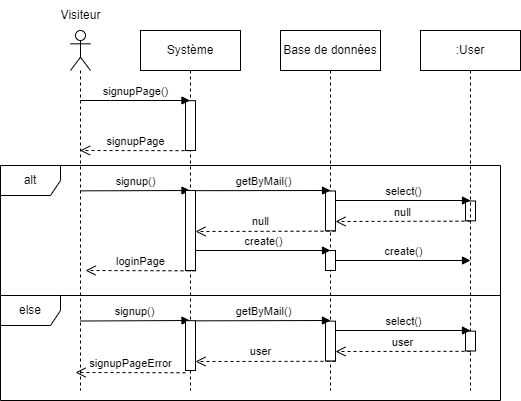 Visiteur
Système
Base de données
:User
signupPage()
signupPage
alt
signup()
getByMail()
select()
null
null
create()
create()
loginPage
else
signup()
getByMail()
select()
user
user
signupPageError